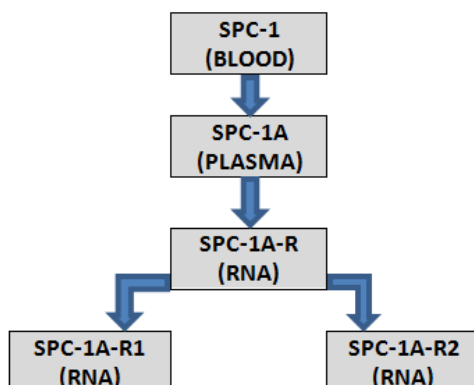 SPC-1
(BLOOD)
SPC-1A
(PLASMA)
SPC-1A-R
(RNA)
SPC-1A-R1
(RNA)
SPC-1A-R2
(RNA)